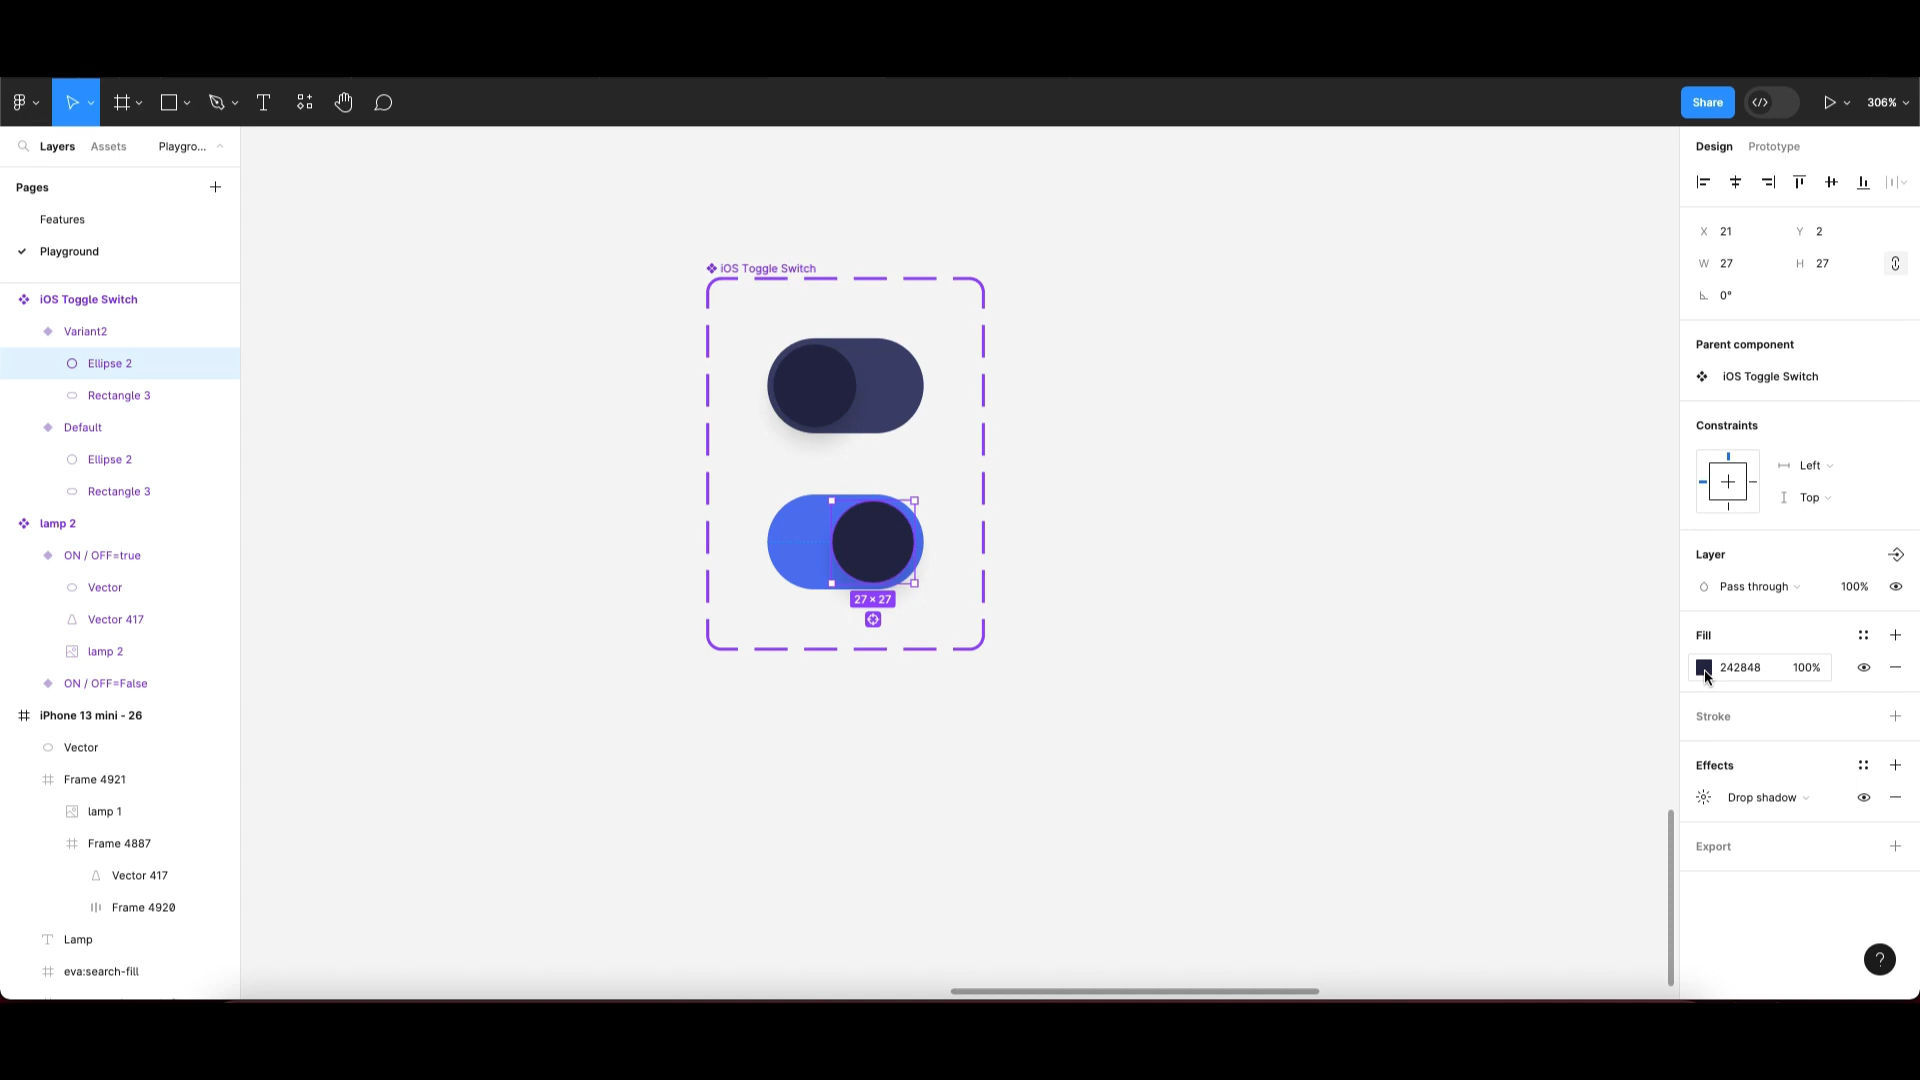 Share
306%
Layers
Assets
Playgro...
Design
Prototype
Pages
Features
Playground
iOS Toggle Switch
Variant2
Ellipse 2
Rectangle 3
Default
Ellipse 2
Rectangle 3
lamp 2
ON / OFF=true
Vector
Vector 417
lamp 2
ON / OFF=False
iPhone 13 mini - 26
Vector
Frame 4921
lamp 1
Frame 4887
Vector 417
Frame 4920
Lamp
eva:search-fill
iOS Toggle Switch
27 × 27
X 21 Y 2
W 27 H 27
0°
Parent component
iOS Toggle Switch
Constraints
Left
Top
Layer
Pass through 100%
Fill
242848 100%
Stroke
Effects
Drop shadow
Export
?